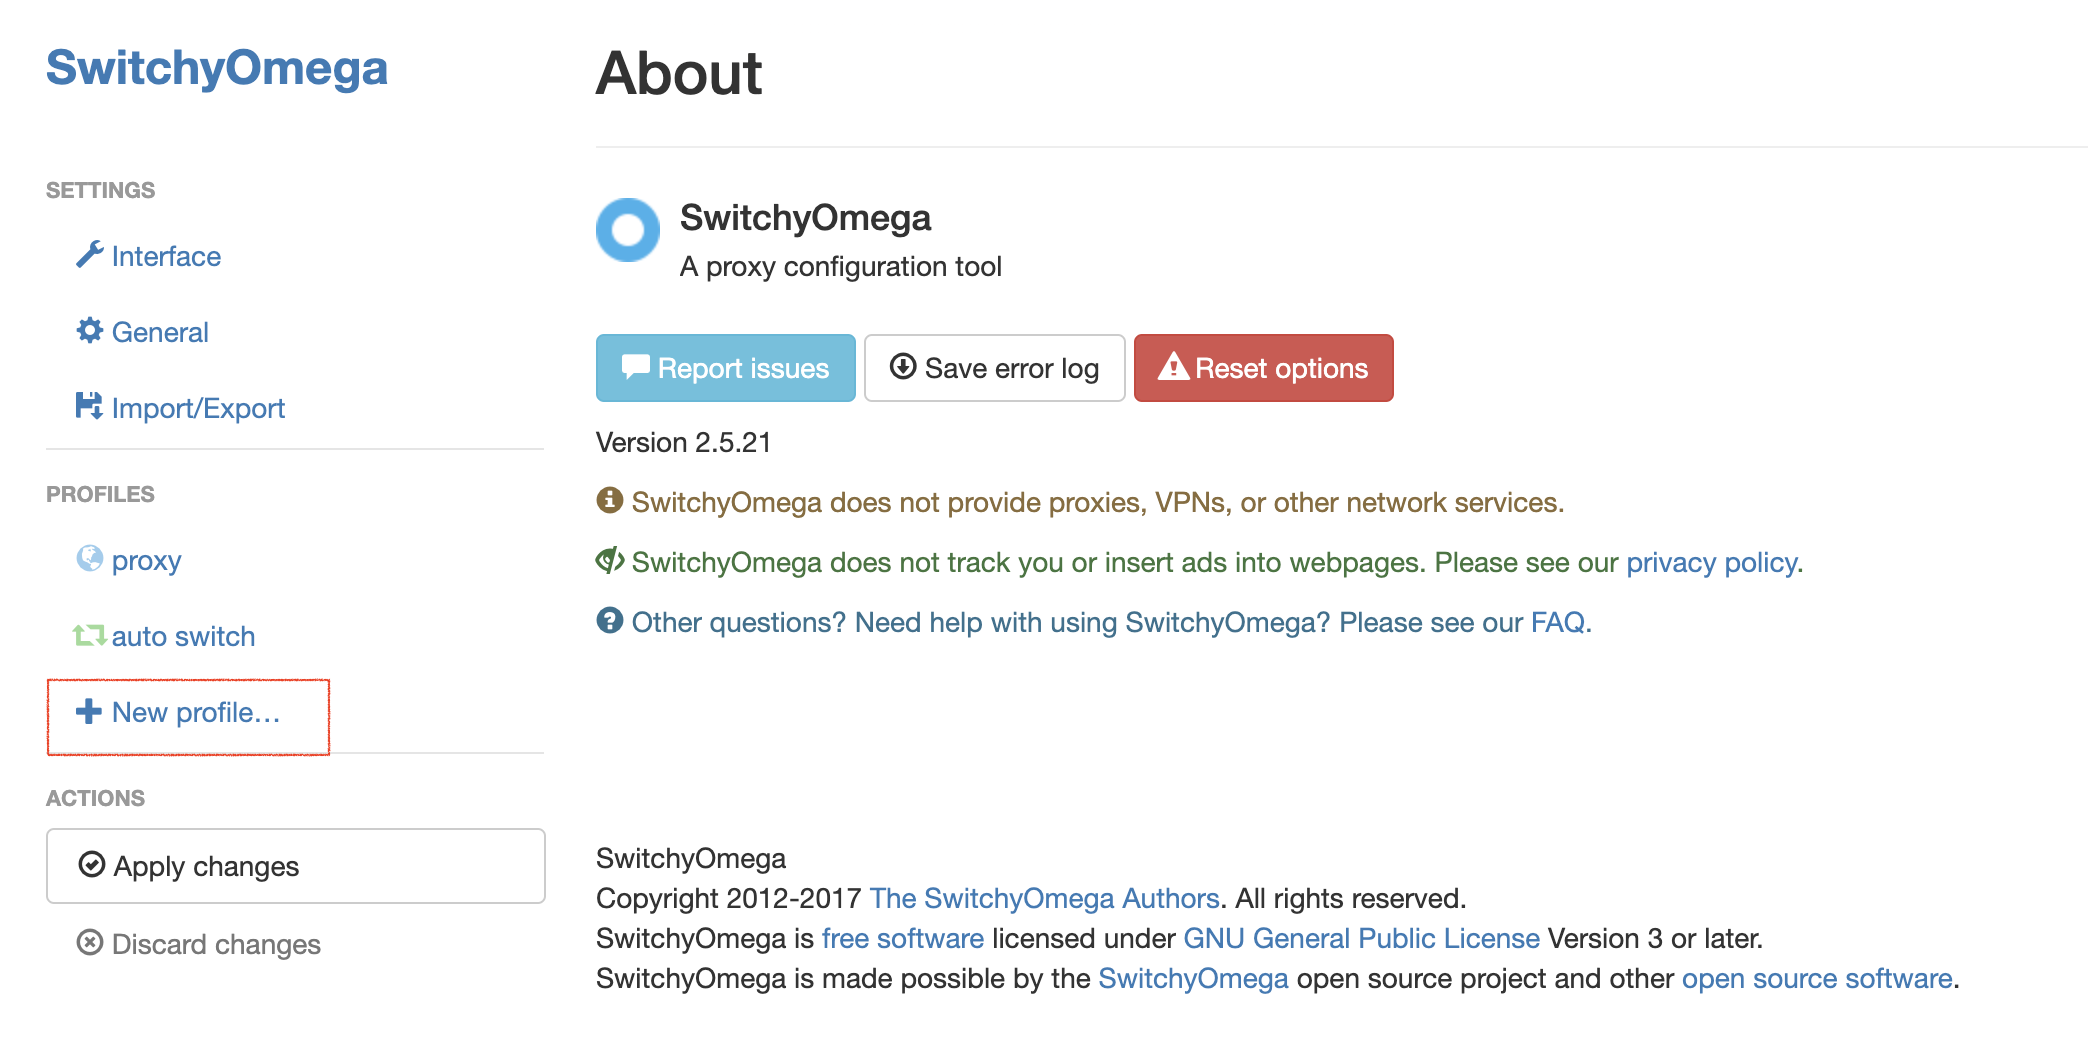 SwitchyOmega
SETTINGS
Interface
General
Import/Export
PROFILES
proxy
auto switch
New profile…
ACTIONS
Apply changes
Discard changes
About
SwitchyOmega
A proxy configuration tool
Report issues
Save error log
Reset options
Version 2.5.21
SwitchyOmega does not provide proxies, VPNs, or other network services.
SwitchyOmega does not track you or insert ads into webpages. Please see our privacy policy.
Other questions? Need help with using SwitchyOmega? Please see our FAQ.
SwitchyOmega
Copyright 2012-2017 The SwitchyOmega Authors. All rights reserved.
SwitchyOmega is free software licensed under GNU General Public License Version 3 or later.
SwitchyOmega is made possible by the SwitchyOmega open source project and other open source software.